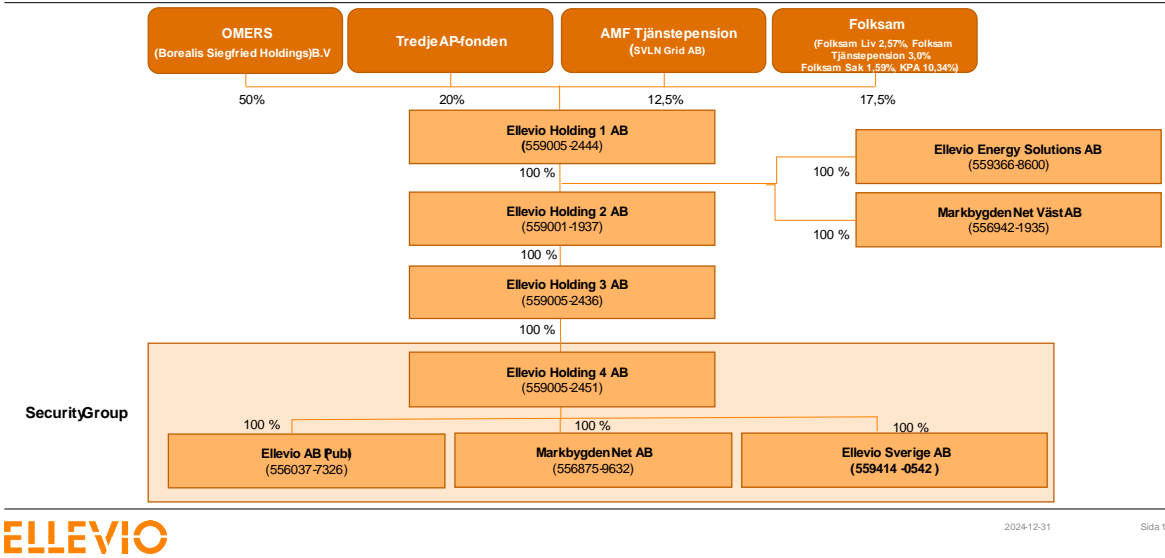 OMERS
(Borealis Siegfried Holdings)B.V
Tredje AP-fonden
AMF Tjänstepension
(SVLN Grid AB)
Folksam
(Folksam Liv 2,57%, Folksam
Tjänstepension 3,0%
Folksam Sak 1,59%, KPA 10,34%)
50%
20%
12,5%
17,5%
Ellevio Holding 1 AB
(559005-2444)
100 %
Ellevio Energy Solutions AB
(559366-8600)
100 %
Ellevio Holding 2 AB
(559001-1937)
Markbygden Net Väst AB
(556942-1935)
100 %
100 %
Ellevio Holding 3 AB
(559005-2436)
100 %
Ellevio Holding 4 AB
(559005-2451)
SecurityGroup
100 %
100 %
100 %
Ellevio AB (Publ)
(556037-7326)
Markbygden Net AB
(556875-9632)
Ellevio Sverige AB
(559414 -0542 )
ELLEVIO
2024-12-31
Sida 1